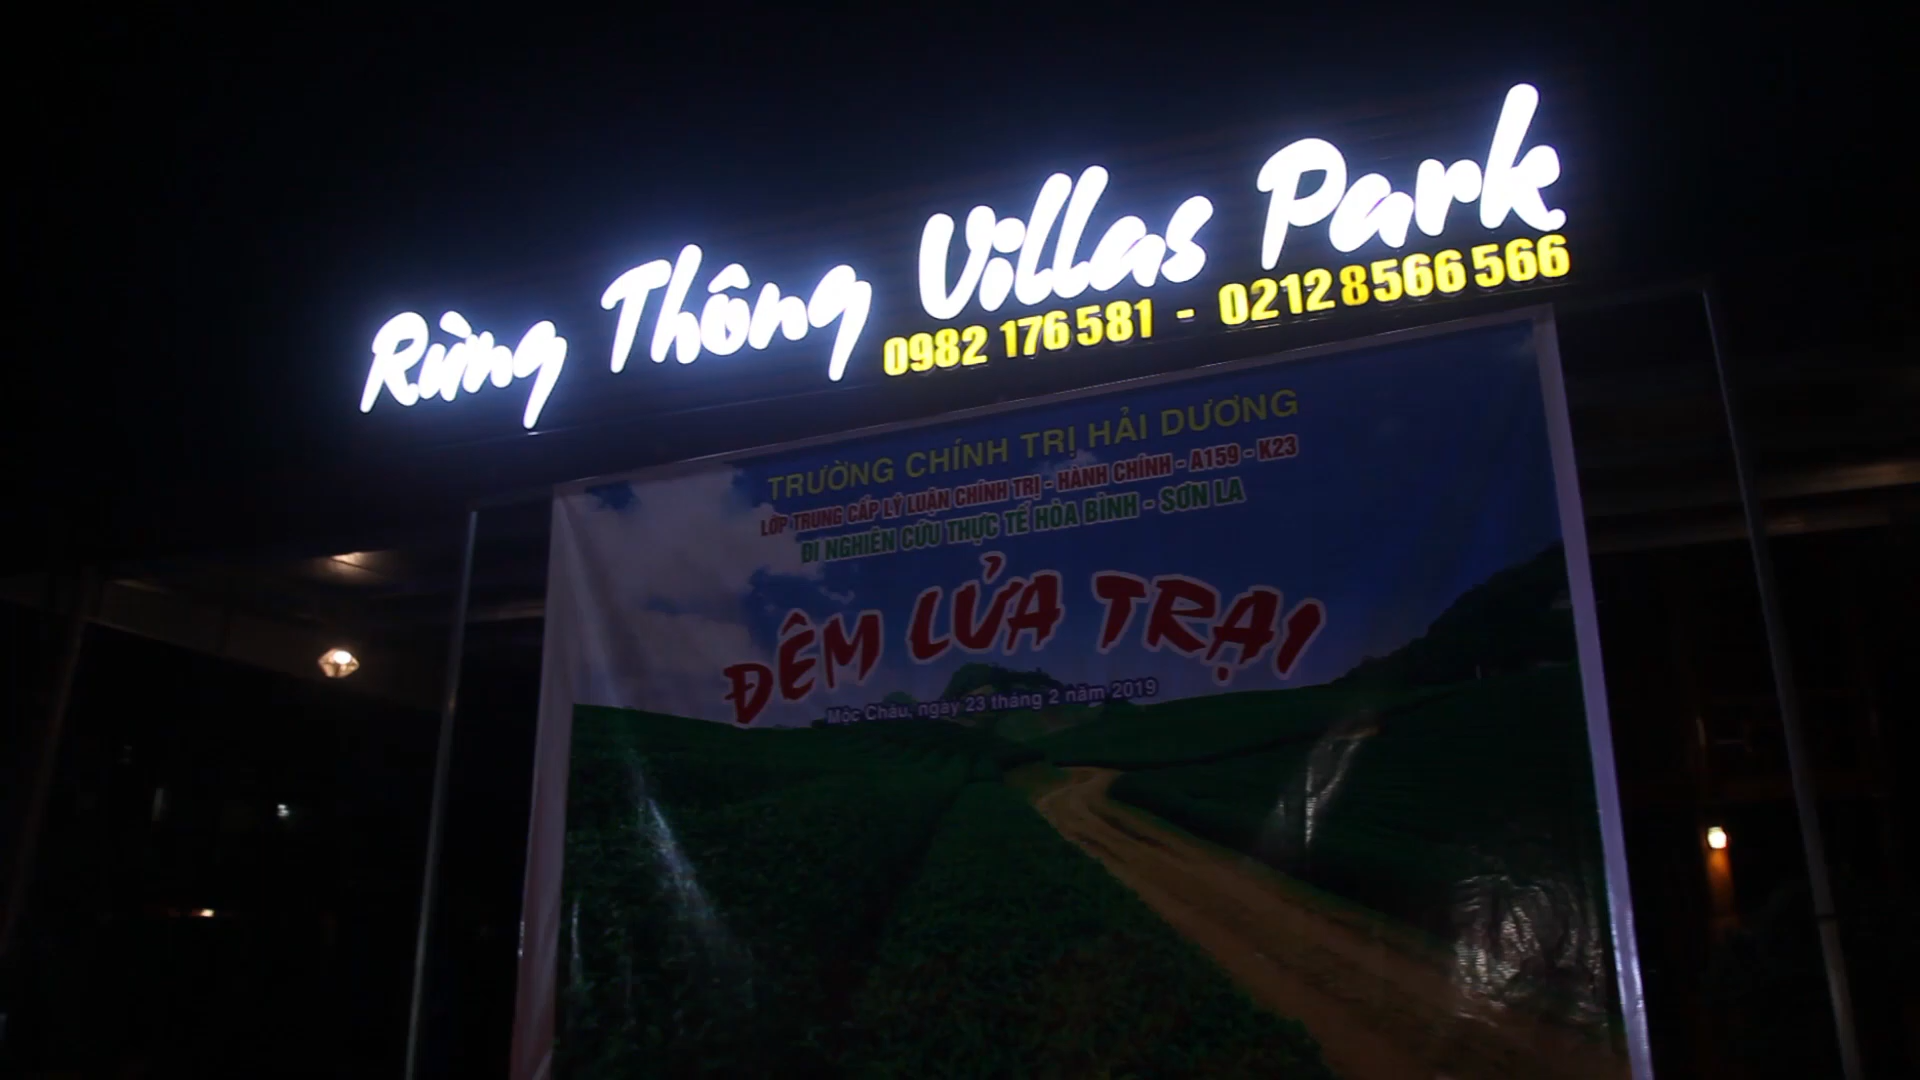 Rừng Thông Villas Park
0982 176 581 - 0212 8 566 566
TRƯỜNG CHÍNH TRỊ HẢI DƯƠNG
LỚP TRUNG CẤP LÝ LUẬN CHÍNH TRỊ - HÀNH CHÍNH - A159 - K23
ĐI NGHIÊN CỨU THỰC TẾ HÒA BÌNH - SƠN LA
ĐÊM LỬA TRẠI
Mộc Châu, ngày 23 tháng 2 năm 2019